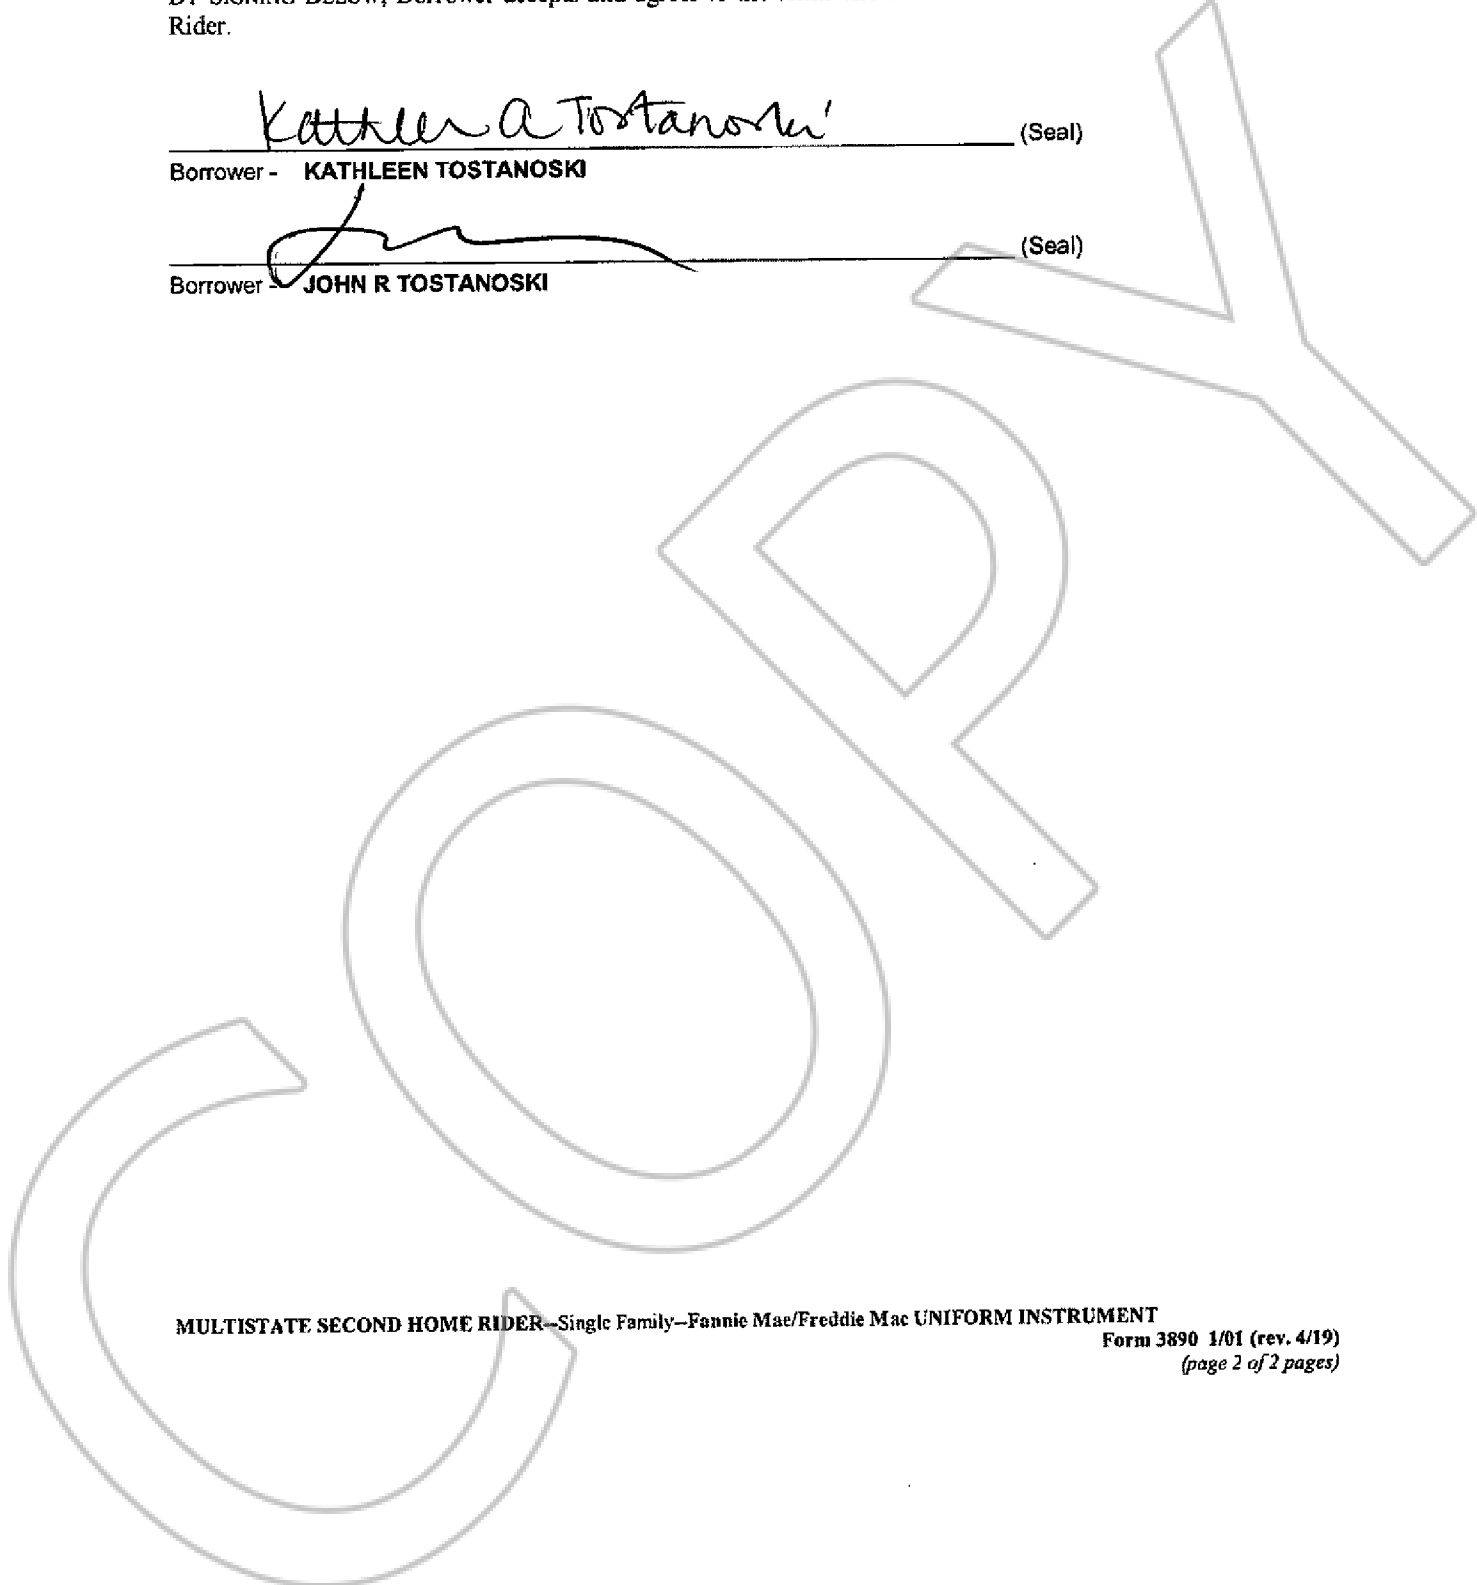 Rider.
Kathleen A Tostanoski (Seal)
Borrower - KATHLEEN TOSTANOSKI
(Seal)
Borrower - JOHN R TOSTANOSKI
COPY
MULTISTATE SECOND HOME RIDER--Single Family--Fannie Mae/Freddie Mac UNIFORM INSTRUMENT
Form 3890 1/01 (rev. 4/19)
(page 2 of 2 pages)